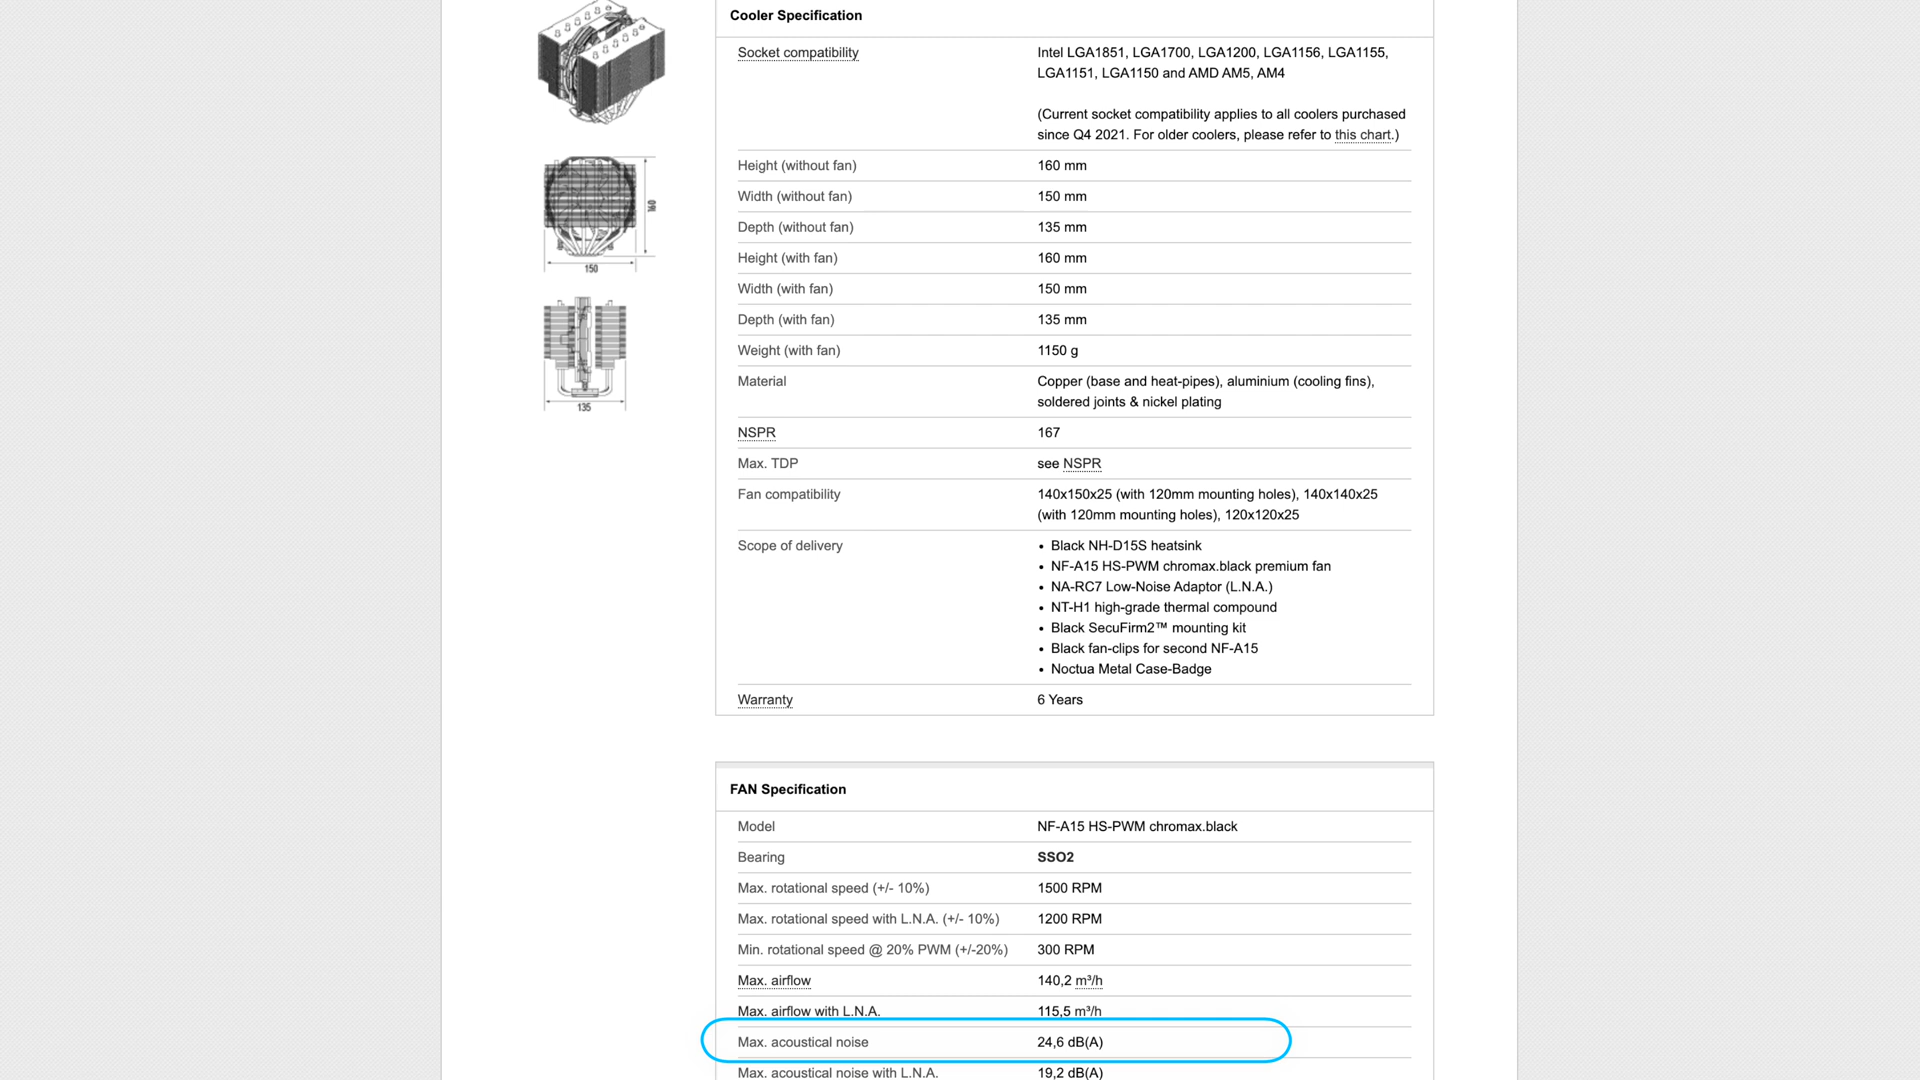 Cooler Specification
Socket compatibility
Intel LGA1851, LGA1700, LGA1200, LGA1156, LGA1155,
LGA1151, LGA1150 and AMD AM5, AM4
(Current socket compatibility applies to all coolers purchased
since Q4 2021. For older coolers, please refer to this chart.)
Height (without fan) 160 mm
Width (without fan) 150 mm
Depth (without fan) 135 mm
Height (with fan) 160 mm
Width (with fan) 150 mm
Depth (with fan) 135 mm
Weight (with fan) 1150 g
Material Copper (base and heat-pipes), aluminium (cooling fins),
soldered joints & nickel plating
NSPR 167
Max. TDP see NSPR
Fan compatibility 140x150x25 (with 120mm mounting holes), 140x140x25
(with 120mm mounting holes), 120x120x25
Scope of delivery
• Black NH-D15S heatsink
• NF-A15 HS-PWM chromax.black premium fan
• NA-RC7 Low-Noise Adaptor (L.N.A.)
• NT-H1 high-grade thermal compound
• Black SecuFirm2™ mounting kit
• Black fan-clips for second NF-A15
• Noctua Metal Case-Badge
Warranty 6 Years
160
150
135
FAN Specification
Model NF-A15 HS-PWM chromax.black
Bearing SSO2
Max. rotational speed (+/- 10%) 1500 RPM
Max. rotational speed with L.N.A. (+/- 10%) 1200 RPM
Min. rotational speed @ 20% PWM (+/-20%) 300 RPM
Max. airflow 140,2 m³/h
Max. airflow with L.N.A. 115,5 m³/h
Max. acoustical noise 24,6 dB(A)
Max. acoustical noise with L.N.A. 19,2 dB(A)